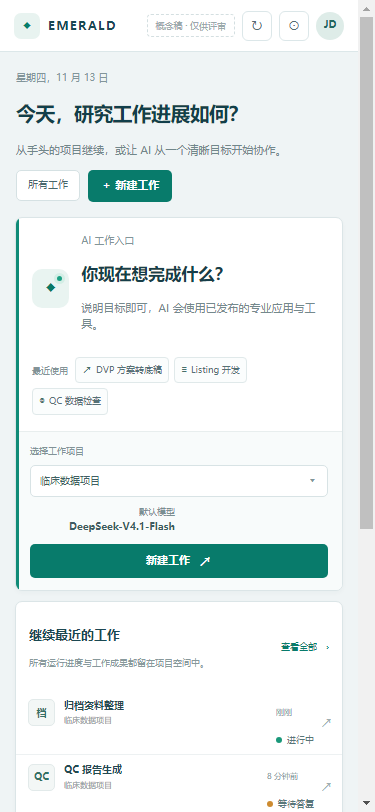 EMERALD
概念稿 · 仅供评审
JD
星期四，11 月 13 日
今天，研究工作进展如何？
从手头的项目继续，或让 AI 从一个清晰目标开始协作。
所有工作
+ 新建工作
AI 工作入口
你现在想完成什么？
说明目标即可，AI 会使用已发布的专业应用与工
具。
最近使用
↗ DVP 方案转底稿
≡ Listing 开发
QC 数据检查
选择工作项目
临床数据项目
默认模型
DeepSeek-V4.1-Flash
新建工作 ↗
继续最近的工作
查看全部 ›
所有运行进度与工作成果都留在项目空间中。
档
归档资料整理
临床数据项目
刚刚
进行中
QC
QC 报告生成
临床数据项目
8 分钟前
等待答复